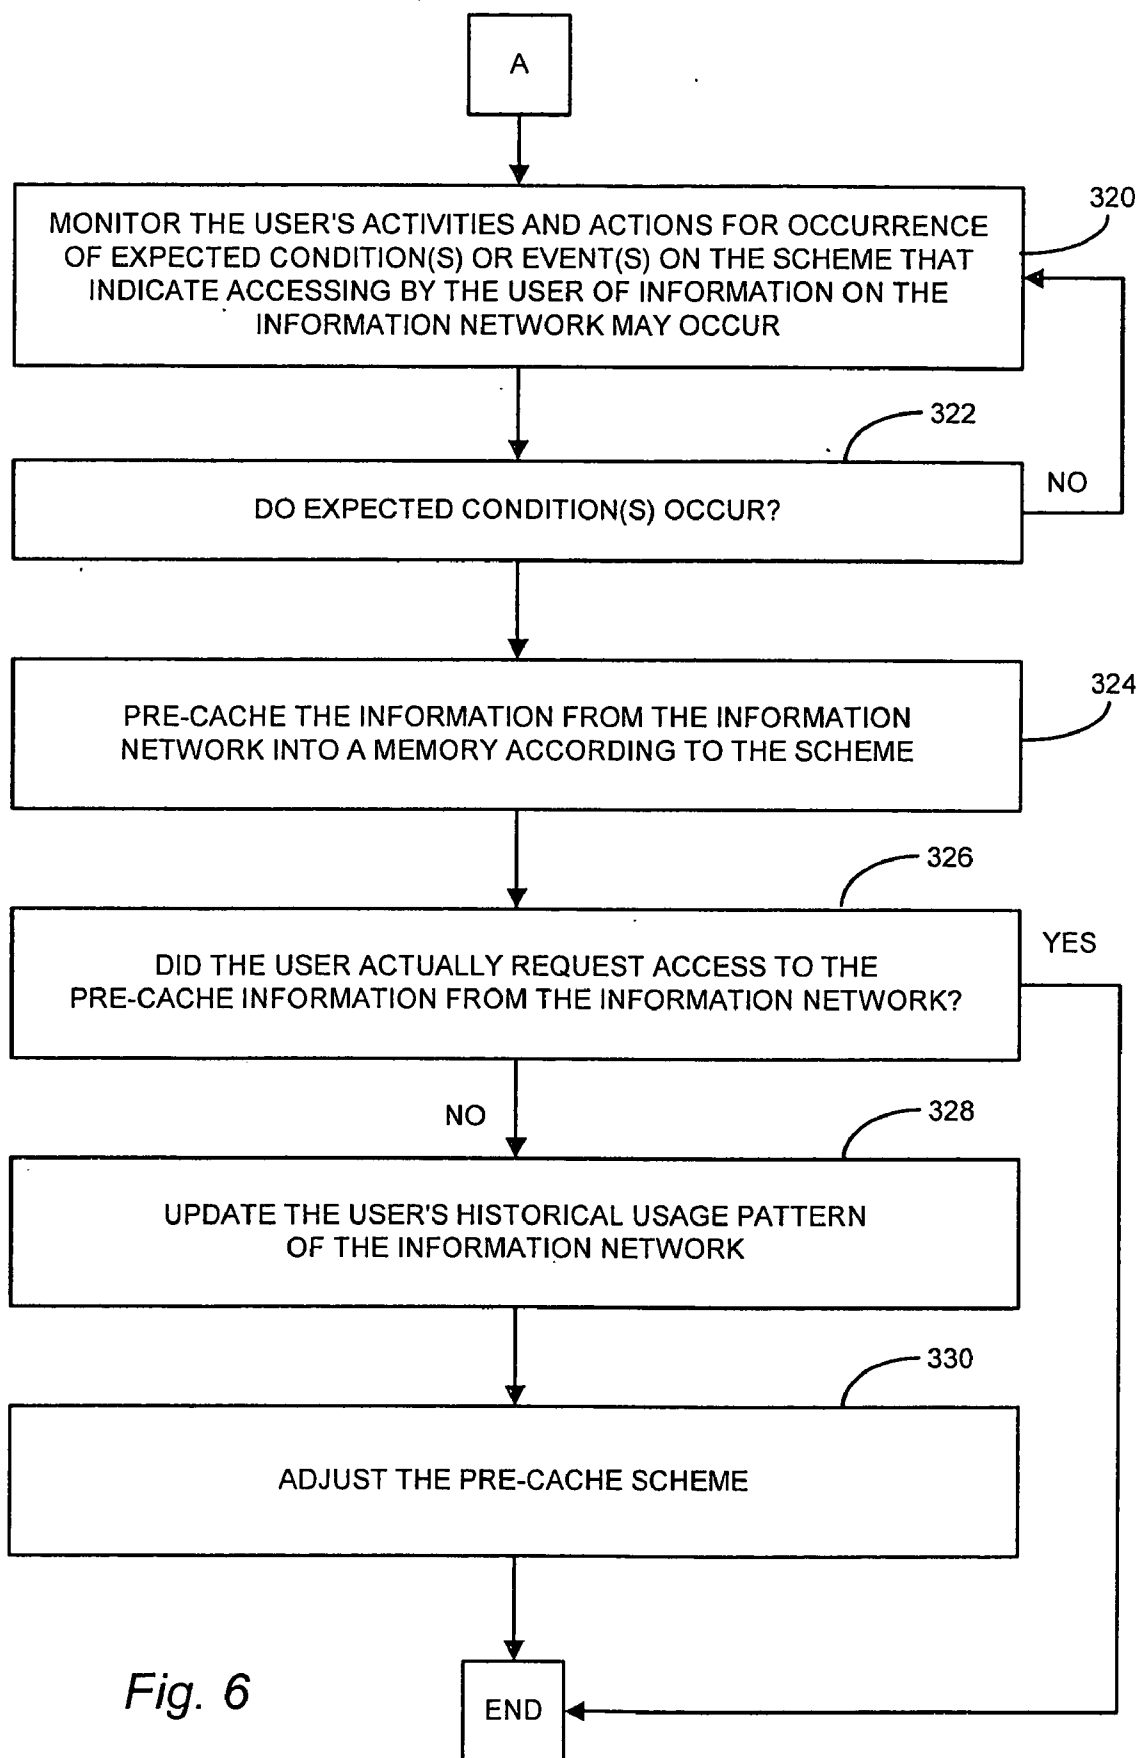 A
320
MONITOR THE USER'S ACTIVITIES AND ACTIONS FOR OCCURRENCE
OF EXPECTED CONDITION(S) OR EVENT(S) ON THE SCHEME THAT
INDICATE ACCESSING BY THE USER OF INFORMATION ON THE
INFORMATION NETWORK MAY OCCUR
322
DO EXPECTED CONDITION(S) OCCUR?
NO
324
PRE-CACHE THE INFORMATION FROM THE INFORMATION
NETWORK INTO A MEMORY ACCORDING TO THE SCHEME
326
DID THE USER ACTUALLY REQUEST ACCESS TO THE
PRE-CACHE INFORMATION FROM THE INFORMATION NETWORK?
YES
NO
328
UPDATE THE USER'S HISTORICAL USAGE PATTERN
OF THE INFORMATION NETWORK
330
ADJUST THE PRE-CACHE SCHEME
END
Fig. 6